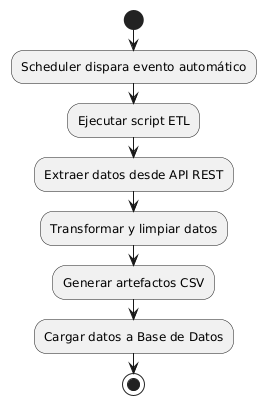 Scheduler dispara evento automático
Ejecutar script ETL
Extraer datos desde API REST
Transformar y limpiar datos
Generar artefactos CSV
Cargar datos a Base de Datos